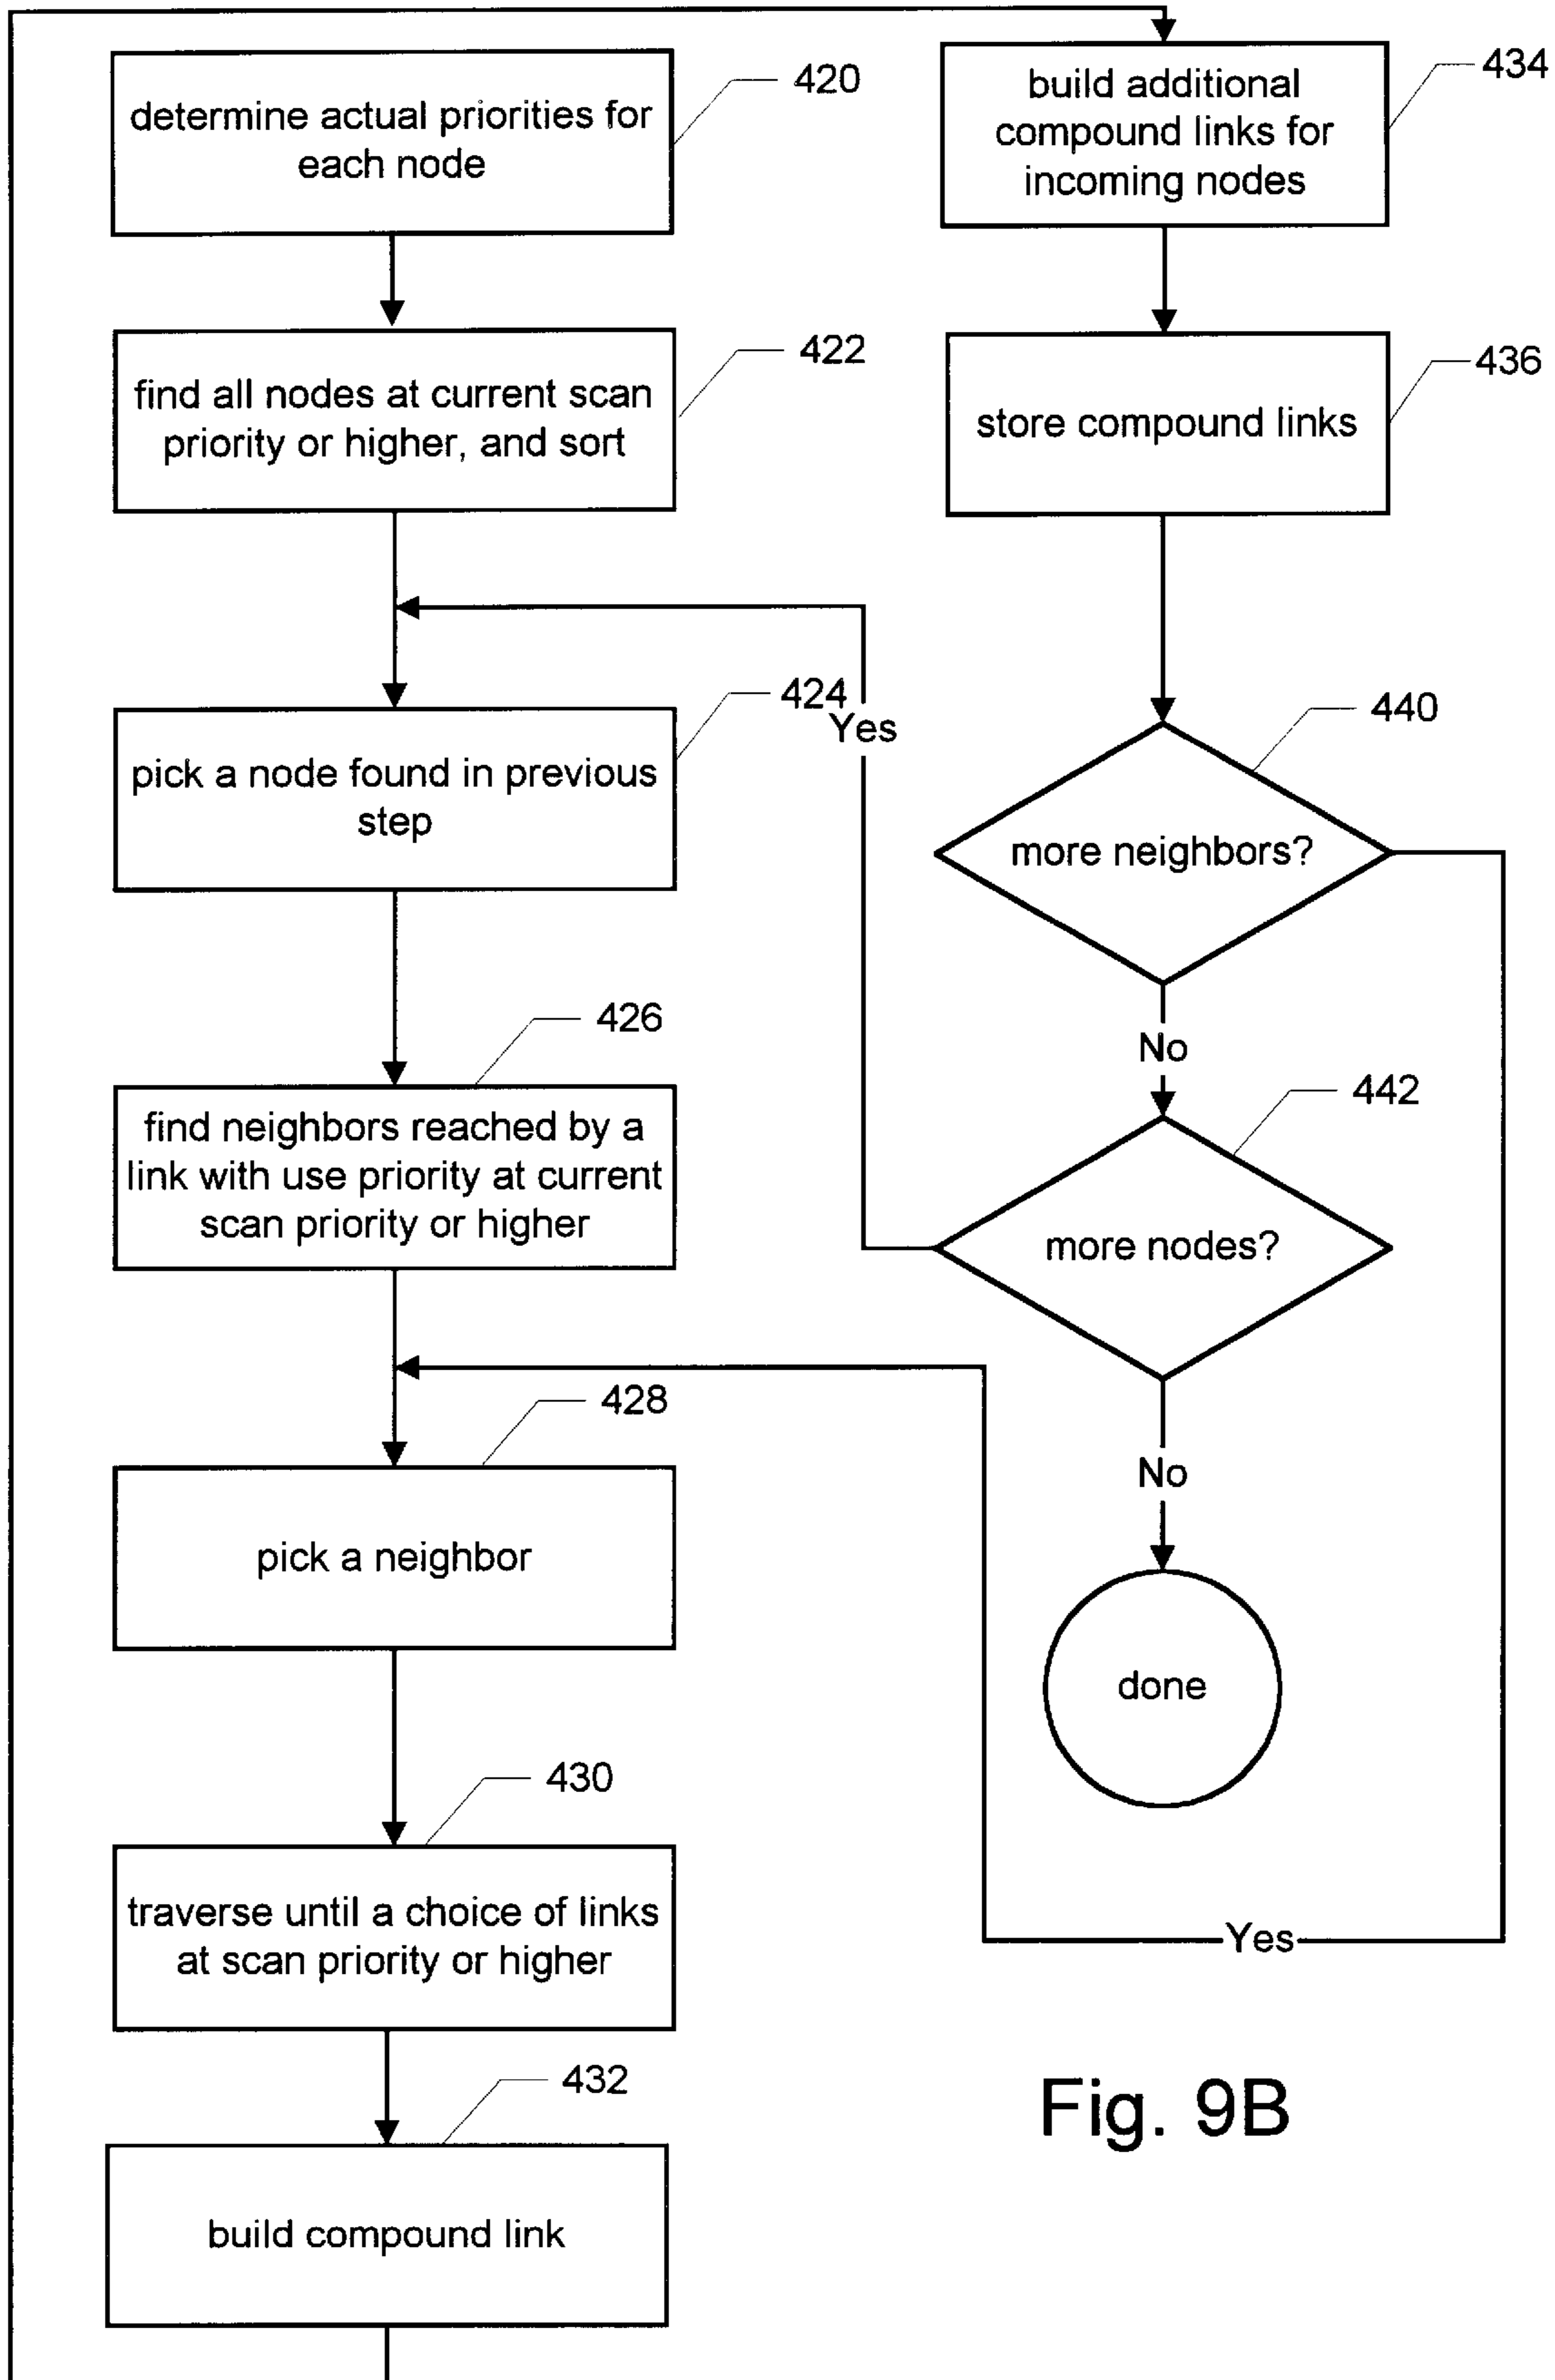 determine actual priorities for
each node
420
find all nodes at current scan
priority or higher, and sort
422
pick a node found in previous
step
424
Yes
find neighbors reached by a
link with use priority at current
scan priority or higher
426
pick a neighbor
428
traverse until a choice of links
at scan priority or higher
430
build compound link
432
build additional
compound links for
incoming nodes
434
store compound links
436
more neighbors?
440
No
more nodes?
442
No
done
Yes
Fig. 9B